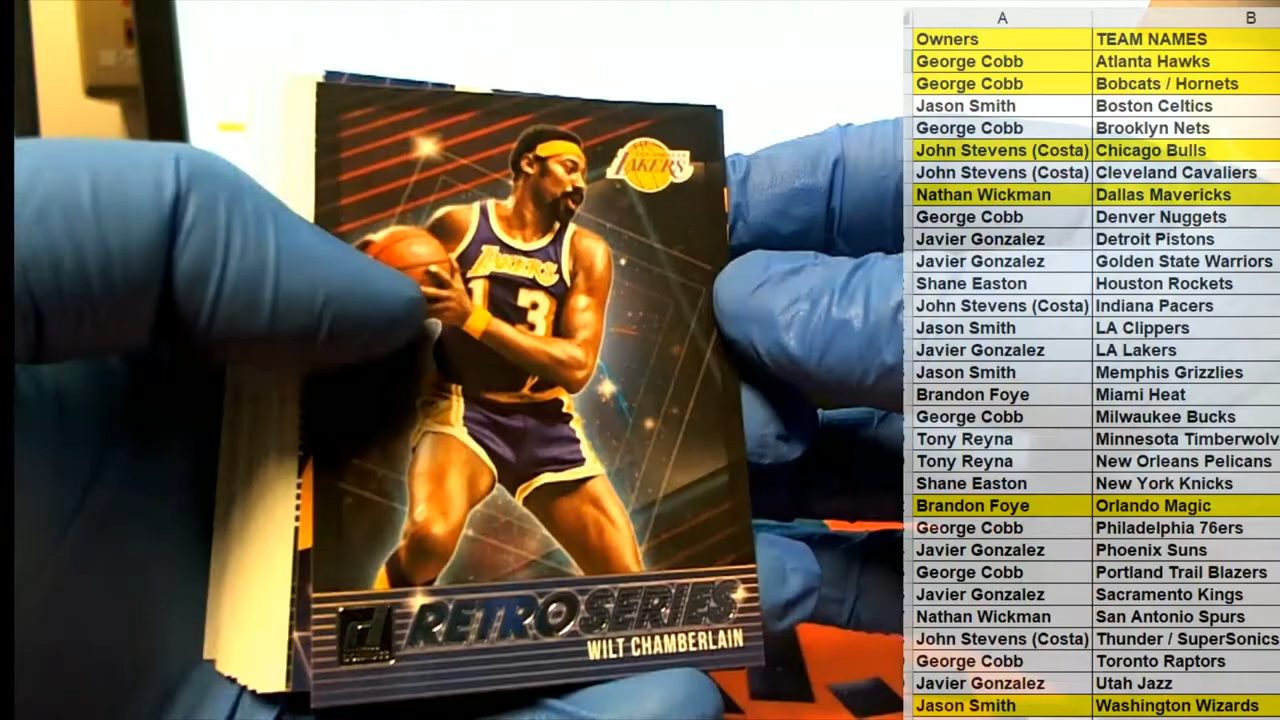 LAKERS
LAKERS
13
RETRO SERIES
WILT CHAMBERLAIN
A B
Owners TEAM NAMES
George Cobb Atlanta Hawks
George Cobb Bobcats / Hornets
Jason Smith Boston Celtics
George Cobb Brooklyn Nets
John Stevens (Costa) Chicago Bulls
John Stevens (Costa) Cleveland Cavaliers
Nathan Wickman Dallas Mavericks
George Cobb Denver Nuggets
Javier Gonzalez Detroit Pistons
Javier Gonzalez Golden State Warriors
Shane Easton Houston Rockets
John Stevens (Costa) Indiana Pacers
Jason Smith LA Clippers
Javier Gonzalez LA Lakers
Jason Smith Memphis Grizzlies
Brandon Foye Miami Heat
George Cobb Milwaukee Bucks
Tony Reyna Minnesota Timberwolv
Tony Reyna New Orleans Pelicans
Shane Easton New York Knicks
Brandon Foye Orlando Magic
George Cobb Philadelphia 76ers
Javier Gonzalez Phoenix Suns
George Cobb Portland Trail Blazers
Javier Gonzalez Sacramento Kings
Nathan Wickman San Antonio Spurs
John Stevens (Costa) Thunder / SuperSonics
George Cobb Toronto Raptors
Javier Gonzalez Utah Jazz
Jason Smith Washington Wizards